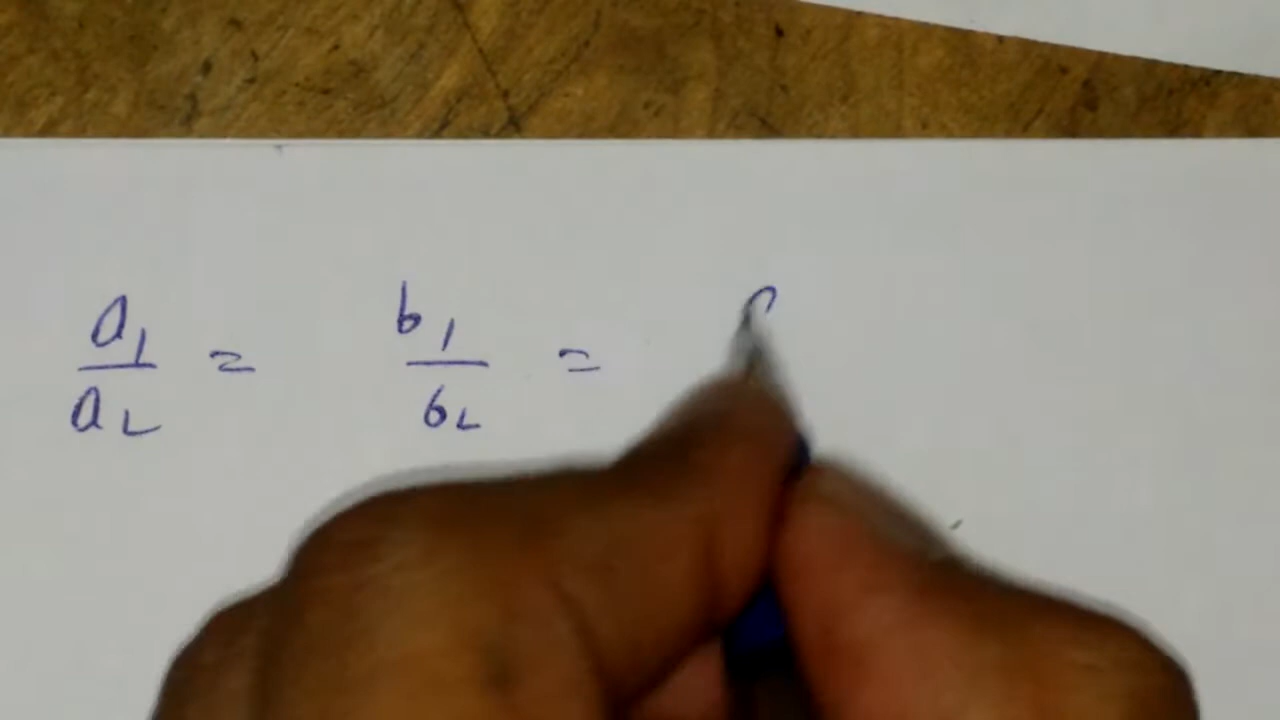 a₁/a₂ = b₁/b₂ =